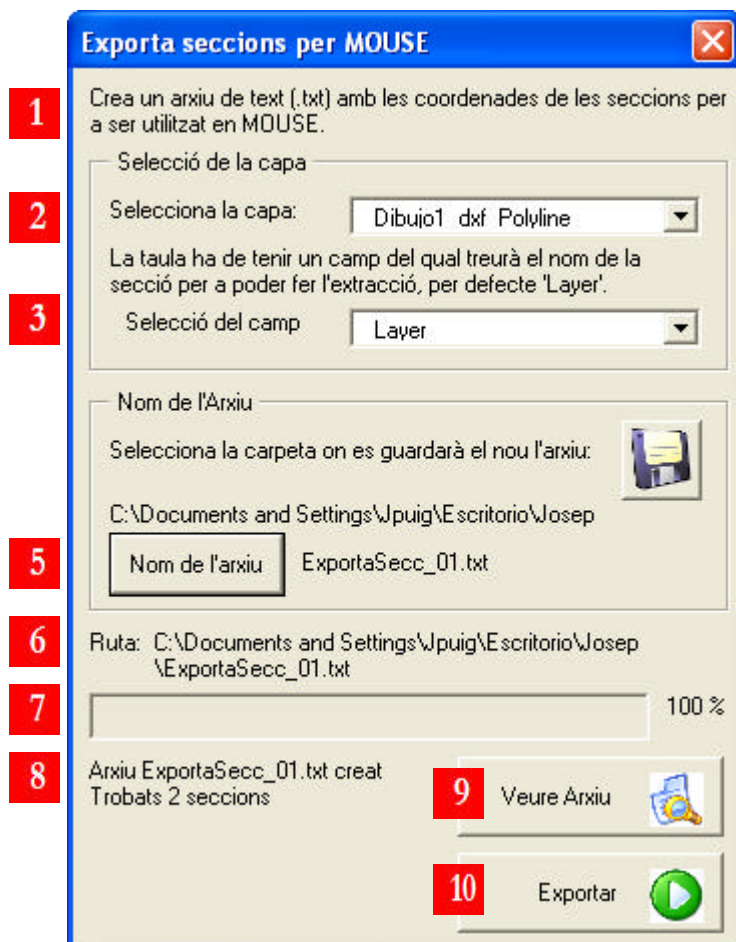 Exporta seccions per MOUSE
1
Crea un arxiu de text (.txt) amb les coordenades de les seccions per
a ser utilitzat en MOUSE.
Selecció de la capa
2
Selecciona la capa: Dibujo1 dxf Polyline
La taula ha de tenir un camp del qual treurà el nom de la
secció per a poder fer l'extracció, per defecte 'Layer'.
3
Selecció del camp Layer
Nom de l'Arxiu
Selecciona la carpeta on es guardarà el nou l'arxiu:
C:\Documents and Settings\Jpuig\Escritorio\Josep
5
Nom de l'arxiu ExportaSecc_01.txt
6
Ruta: C:\Documents and Settings\Jpuig\Escritorio\Josep
\ExportaSecc_01.txt
7
100 %
8
Arxiu ExportaSecc_01.txt creat
Trobats 2 seccions
9
Veure Arxiu
10
Exportar